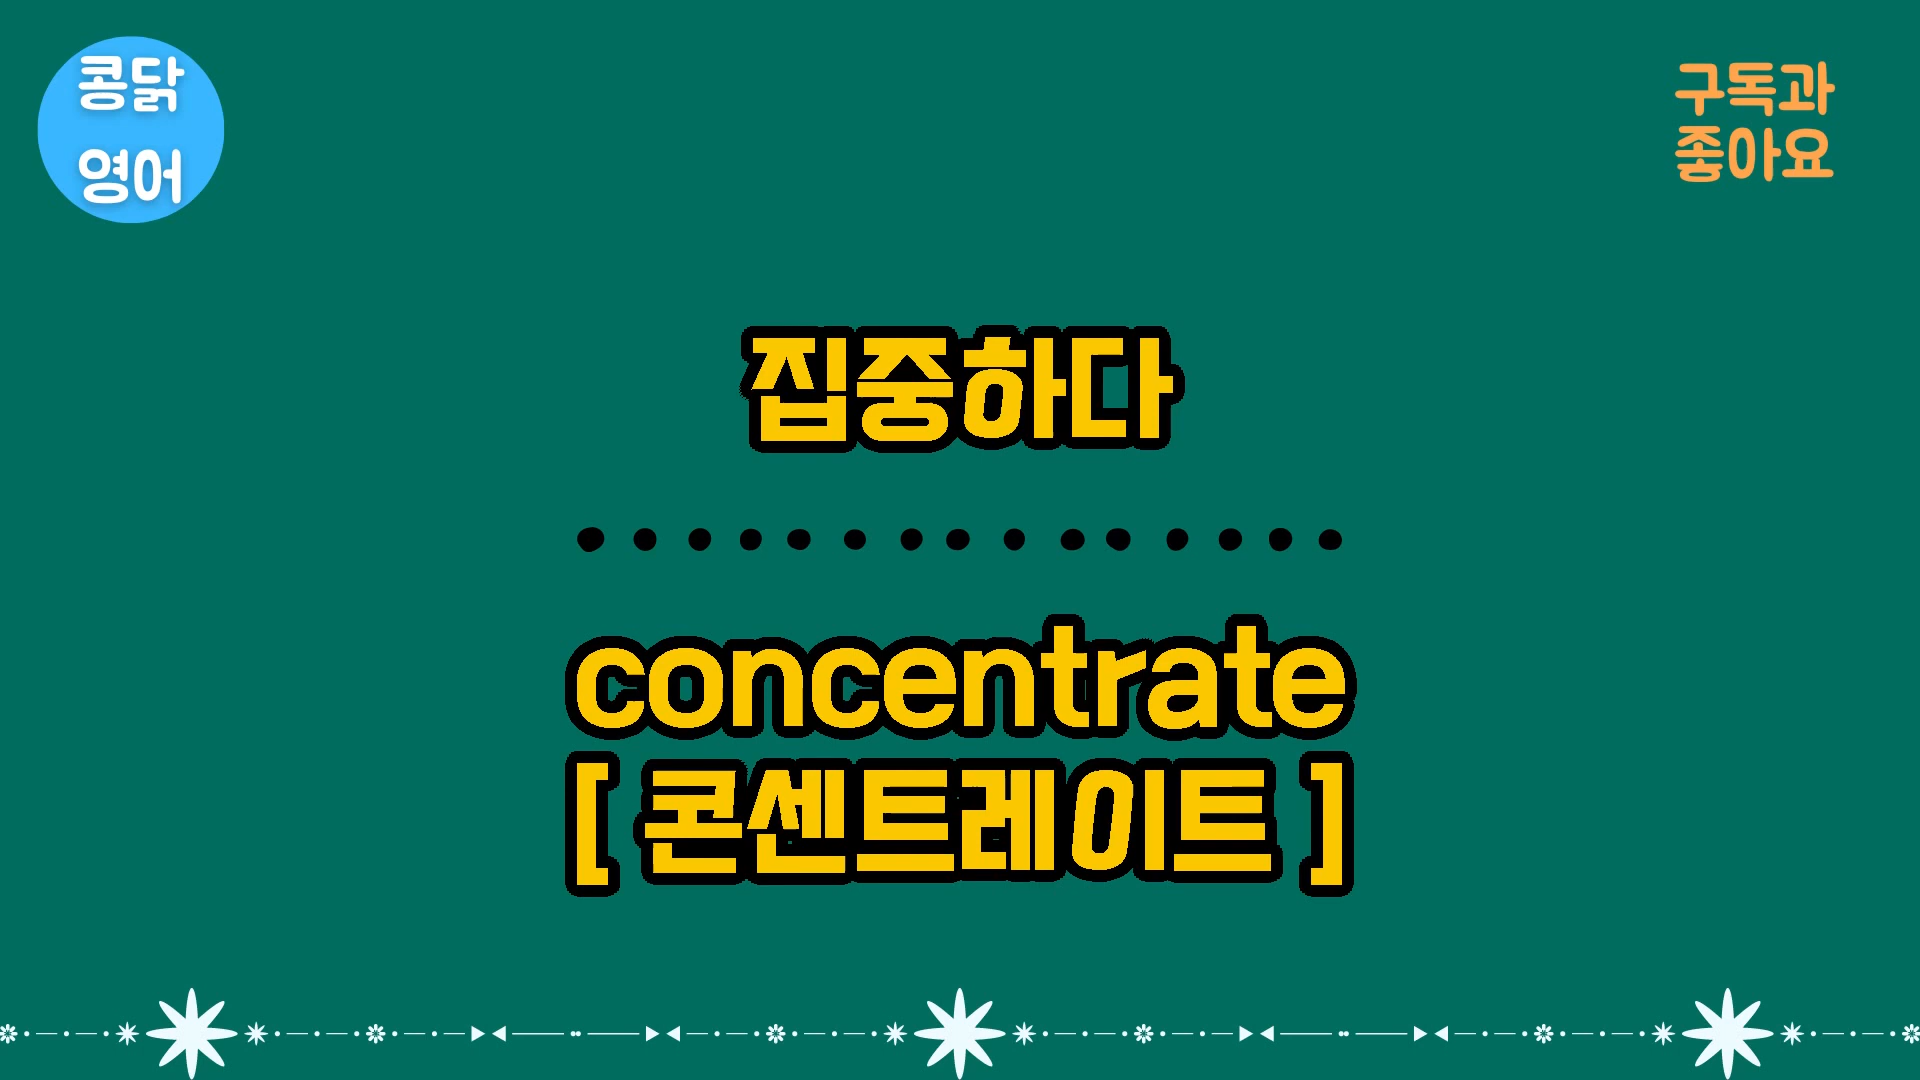 콩닭
영어
구독과
좋아요
집중하다
concentrate
[ 콘센트레이트 ]